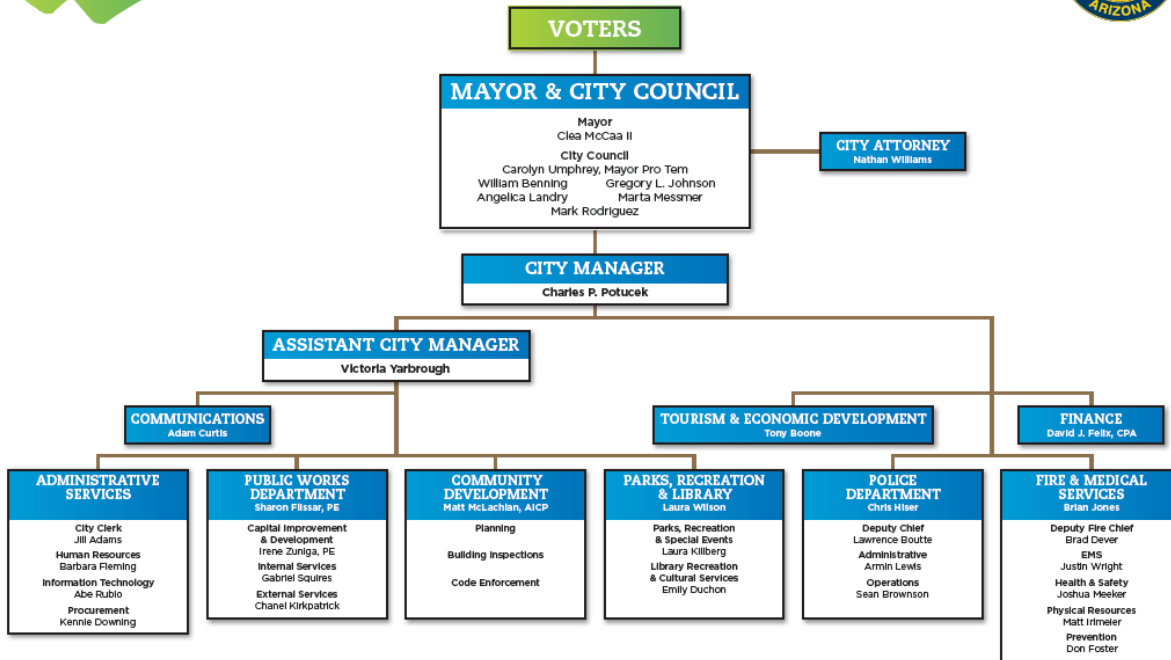 ARIZONA
VOTERS
MAYOR & CITY COUNCIL
Mayor
Clea McCaa II
City Council
Carolyn Umphrey, Mayor Pro Tem
William Benning Gregory L. Johnson
Angelica Landry Marta Messmer
Mark Rodriguez
CITY ATTORNEY
Nathan Williams
CITY MANAGER
Charles P. Potucek
ASSISTANT CITY MANAGER
Victoria Yarbrough
COMMUNICATIONS
Adam Curtis
TOURISM & ECONOMIC DEVELOPMENT
Tony Boone
FINANCE
David J. Felix, CPA
ADMINISTRATIVE
SERVICES
City Clerk
Jill Adams
Human Resources
Barbara Fleming
Information Technology
Abe Rubio
Procurement
Kennie Downing
PUBLIC WORKS
DEPARTMENT
Sharon Flissar, PE
Capital Improvement
& Development
Irene Zuniga, PE
Internal Services
Gabriel Squires
External Services
Chanel Kirkpatrick
COMMUNITY
DEVELOPMENT
Matt McLachlan, AICP
Planning
Building Inspections
Code Enforcement
PARKS, RECREATION
& LIBRARY
Laura Wilson
Parks, Recreation
& Special Events
Laura Killberg
Library Recreation
& Cultural Services
Emily Duchon
POLICE
DEPARTMENT
Chris Hiser
Deputy Chief
Lawrence Boutte
Administrative
Armin Lewis
Operations
Sean Brownson
FIRE & MEDICAL
SERVICES
Brian Jones
Deputy Fire Chief
Brad Dever
EMS
Justin Wright
Health & Safety
Joshua Meeker
Physical Resources
Matt Irlmeier
Prevention
Don Foster